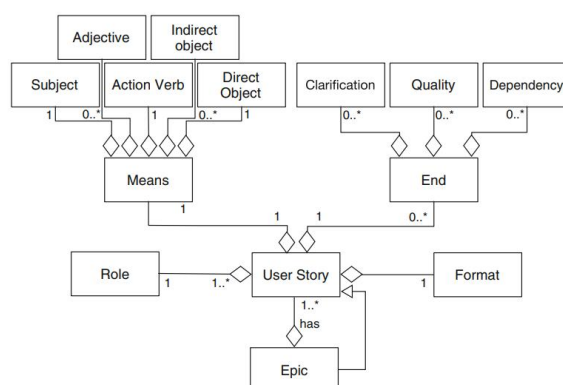 Adjective
Indirect
object
Subject
Action Verb
Direct
Object
Clarification
Quality
Dependency
1
0..*
1
0..*
1
0..*
0..*
0..*
Means
End
1
1
1
0..*
Role
User Story
Format
1
1..*
1
1..*
has
Epic